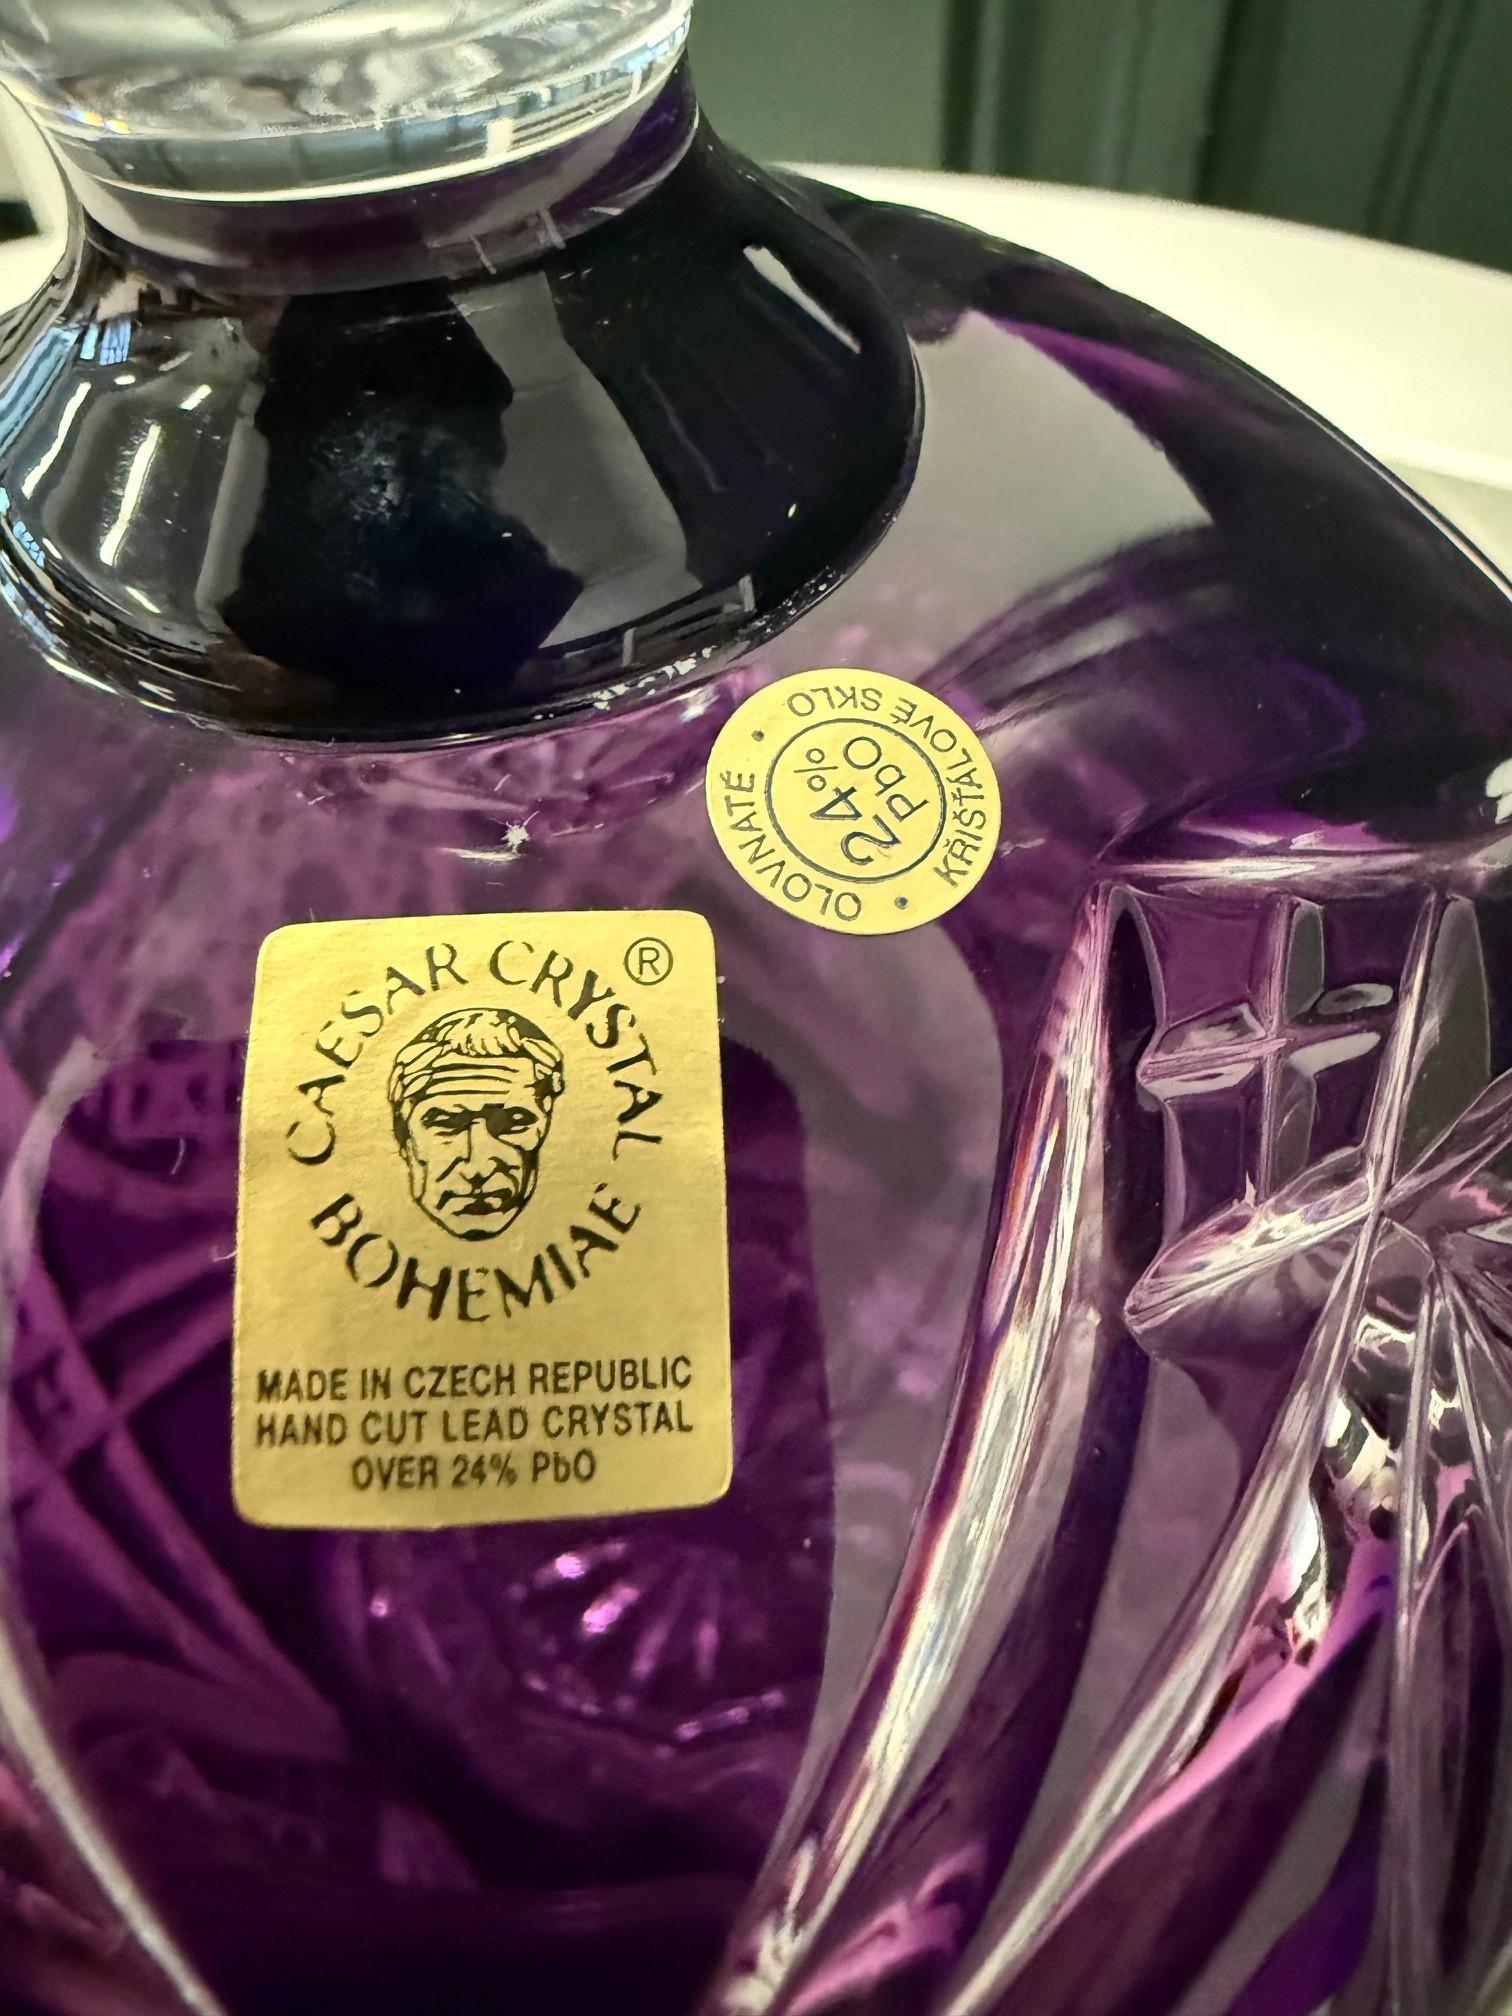 OLOVNATÉ • KŘIŠŤÁLOVÉ SKLO •
24%
PbO
CAESAR CRYSTAL ®
BOHEMIAE
MADE IN CZECH REPUBLIC
HAND CUT LEAD CRYSTAL
OVER 24% PbO